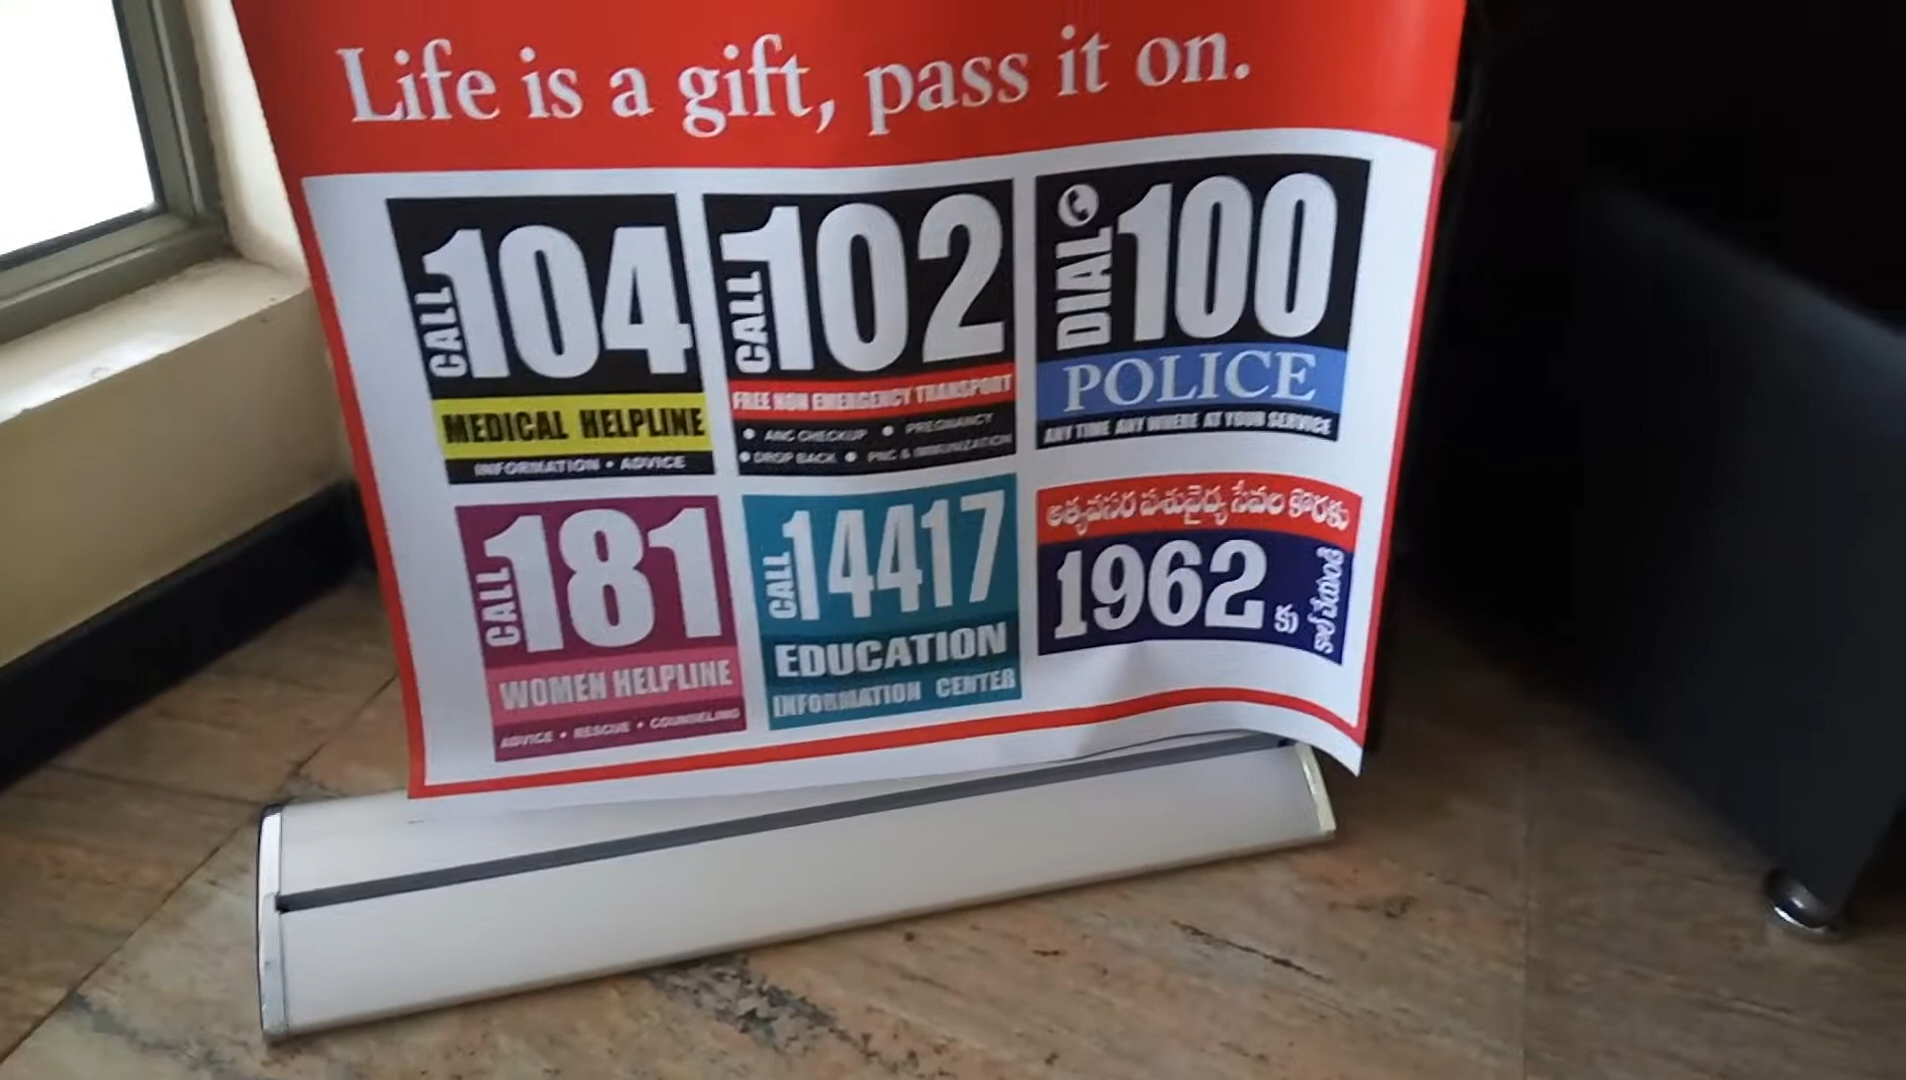 Life is a gift, pass it on.
CALL 104
MEDICAL HELPLINE
INFORMATION • ADVICE
CALL 102
FREE NON EMERGENCY TRANSPORT
• ANC CHECKUP • PREGNANCY
• DROP BACK • PNC & IMMUNIZATION
DIAL 100
POLICE
ANY TIME ANY WHERE AT YOUR SERVICE
CALL 181
WOMEN HELPLINE
ADVICE • RESCUE • COUNSELING
CALL 14417
EDUCATION
INFORMATION CENTER
అత్యవసర పశువైద్య సేవల కొరకు
1962 కు
కాల్ చేయండి